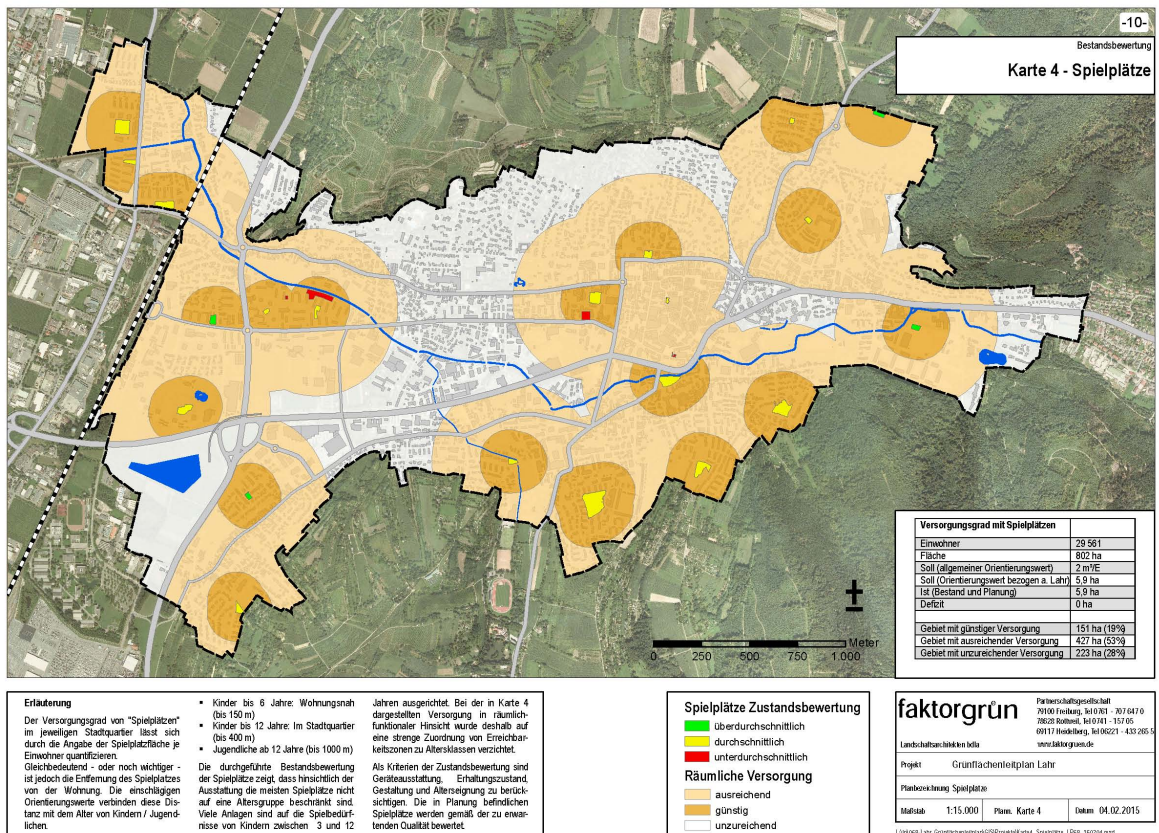 -10-
Bestandsbewertung
Karte 4 - Spielplätze
Versorgungsgrad mit Spielplätzen
Einwohner 29 561
Fläche 802 ha
Soll (allgemeiner Orientierungswert) 2 m²/E
Soll (Orientierungswert bezogen a. Lahr) 5,9 ha
Ist (Bestand und Planung) 5,9 ha
Defizit 0 ha
Gebiet mit günstiger Versorgung 151 ha (19%)
Gebiet mit ausreichender Versorgung 427 ha (53%)
Gebiet mit unzureichender Versorgung 223 ha (28%)
Meter
0 250 500 750 1.000
Erläuterung
Der Versorgungsgrad von "Spielplätzen"
im jeweiligen Stadtquartier lässt sich
durch die Angabe der Spielplatzfläche je
Einwohner quantifizieren.
Gleichbedeutend - oder noch wichtiger -
ist jedoch die Entfernung des Spielplatzes
von der Wohnung. Die einschlägigen
Orientierungswerte verbinden diese Dis-
tanz mit dem Alter von Kindern / Jugend-
lichen.
▪ Kinder bis 6 Jahre: Wohnungsnah
(bis 150 m)
▪ Kinder bis 12 Jahre: Im Stadtquartier
(bis 400 m)
▪ Jugendliche ab 12 Jahre (bis 1000 m)
Die durchgeführte Bestandsbewertung
der Spielplätze zeigt, dass hinsichtlich der
Ausstattung die meisten Spielplätze nicht
auf eine Altersgruppe beschränkt sind.
Viele Anlagen sind auf die Spielbedürf-
nisse von Kindern zwischen 3 und 12
Jahren ausgerichtet. Bei der in Karte 4
dargestellten Versorgung in räumlich-
funktionaler Hinsicht wurde deshalb auf
eine strenge Zuordnung von Erreichbar-
keitszonen zu Altersklassen verzichtet.
Als Kriterien der Zustandsbewertung sind
Geräteausstattung, Erhaltungszustand,
Gestaltung und Alterseignung zu berück-
sichtigen. Die in Planung befindlichen
Spielplätze werden gemäß der zu erwar-
tenden Qualität bewertet.
Spielplätze Zustandsbewertung
überdurchschnittlich
durchschnittlich
unterdurchschnittlich
Räumliche Versorgung
ausreichend
günstig
unzureichend
faktorgrün
Landschaftsarchitekten bdla
Partnerschaftsgesellschaft
79100 Freiburg, Tel 0761 - 707 647 0
78628 Rottweil, Tel 0741 - 157 05
69117 Heidelberg, Tel 06221 - 433 265 5
www.faktorgruen.de
Projekt Grünflächenleitplan Lahr
Planbezeichnung Spielplätze
Maßstab 1:15.000 Plannr. Karte 4 Datum 04.02.2015